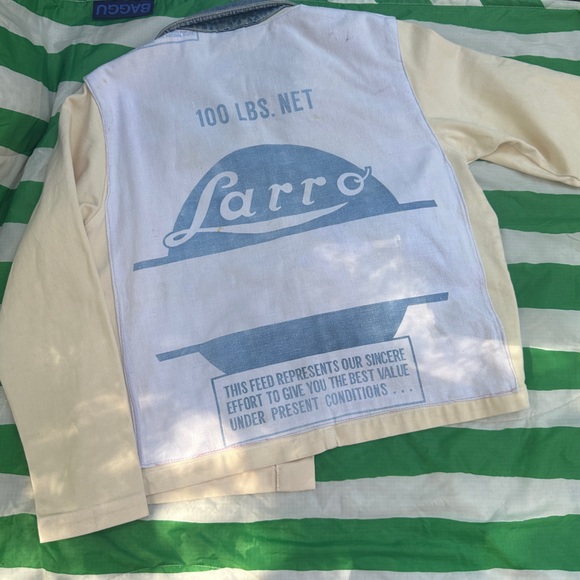 BAGGU
100 LBS. NET
Larro
THIS FEED REPRESENTS OUR SINCERE
EFFORT TO GIVE YOU THE BEST VALUE
UNDER PRESENT CONDITIONS . . .